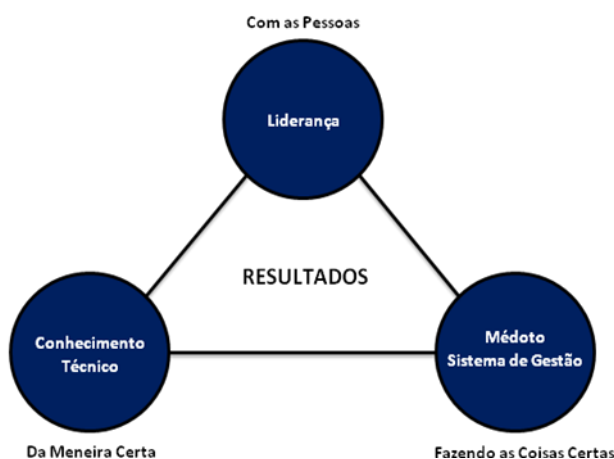 Com as Pessoas
Liderança
RESULTADOS
Conhecimento
Técnico
Médoto
Sistema de Gestão
Da Meneira Certa
Fazendo as Coisas Certas